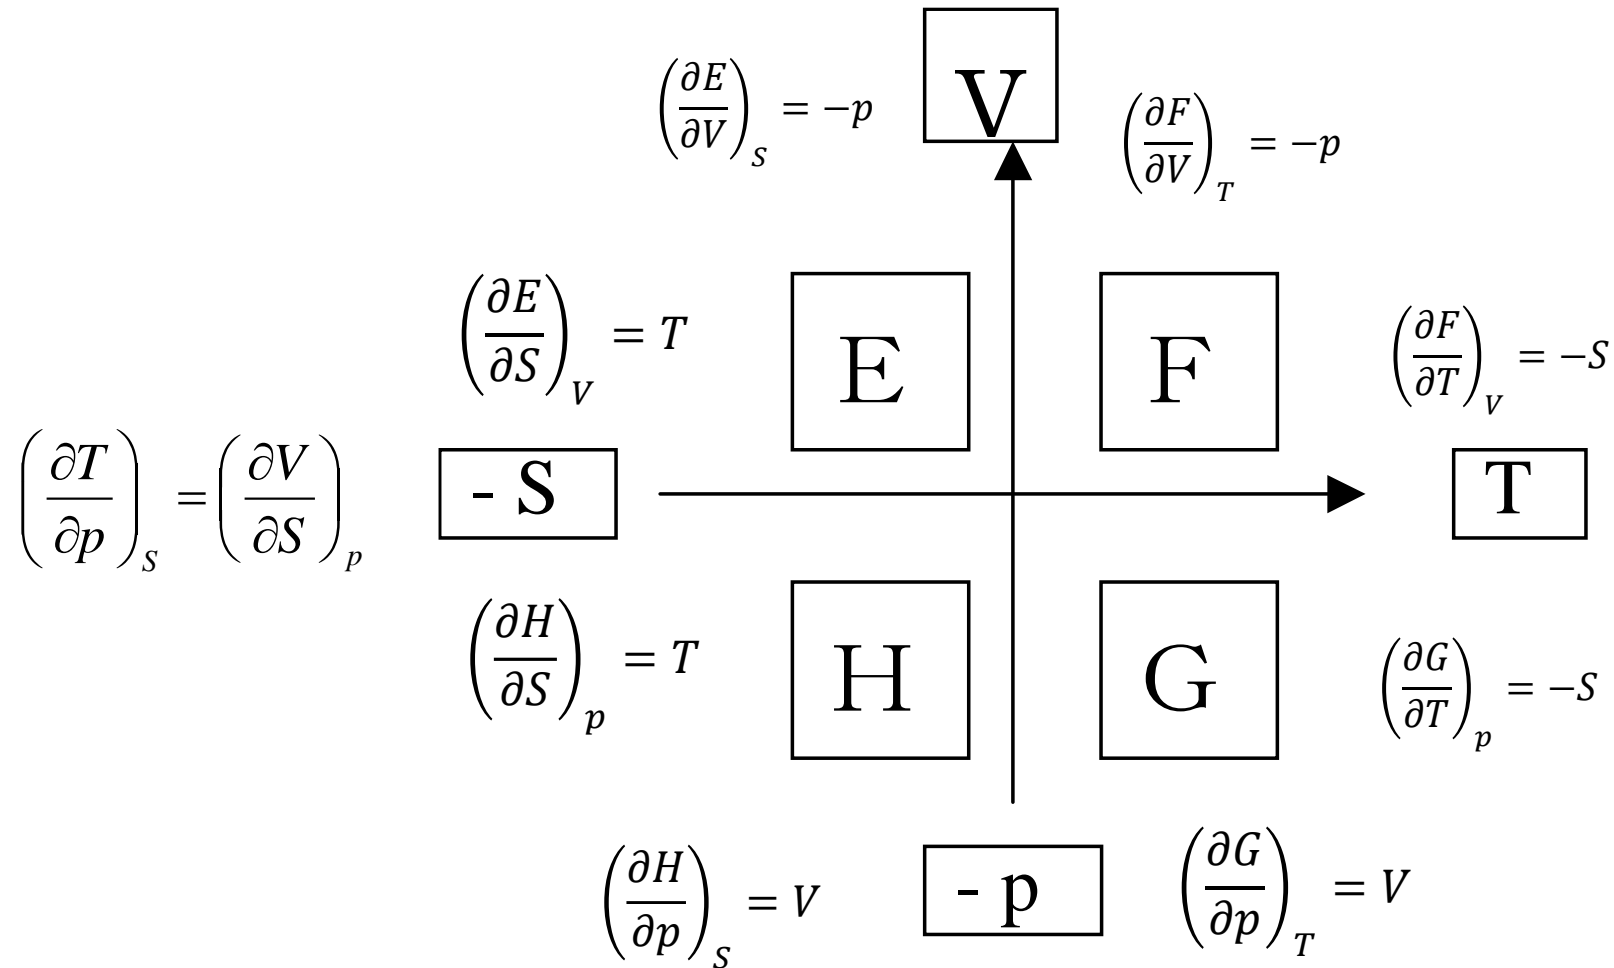 V
(∂E/∂V)_S = −p
(∂F/∂V)_T = −p
(∂E/∂S)_V = T
E
F
(∂F/∂T)_V = −S
(∂T/∂p)_S = (∂V/∂S)_p
- S
T
(∂H/∂S)_p = T
H
G
(∂G/∂T)_p = −S
(∂H/∂p)_S = V
- p
(∂G/∂p)_T = V